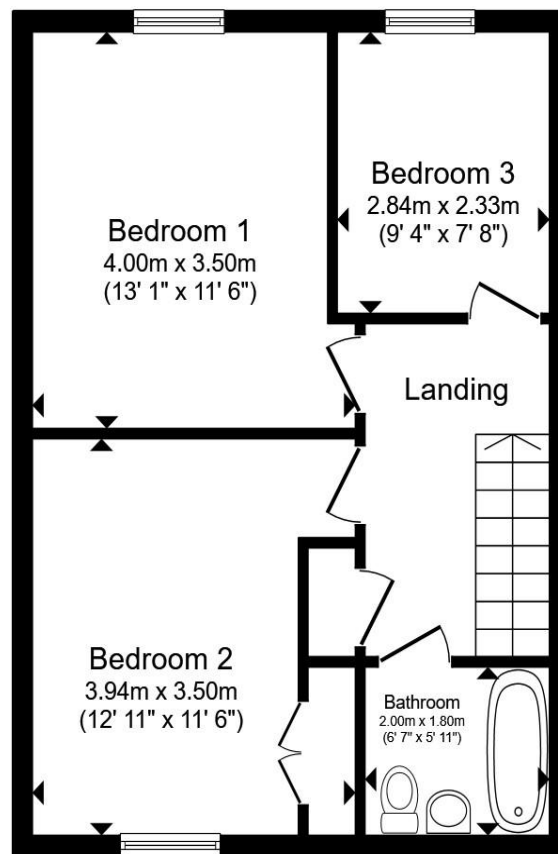 Bedroom 1
4.00m x 3.50m
(13' 1" x 11' 6")
Bedroom 3
2.84m x 2.33m
(9' 4" x 7' 8")
Landing
Bedroom 2
3.94m x 3.50m
(12' 11" x 11' 6")
Bathroom
2.00m x 1.80m
(6' 7" x 5' 11")